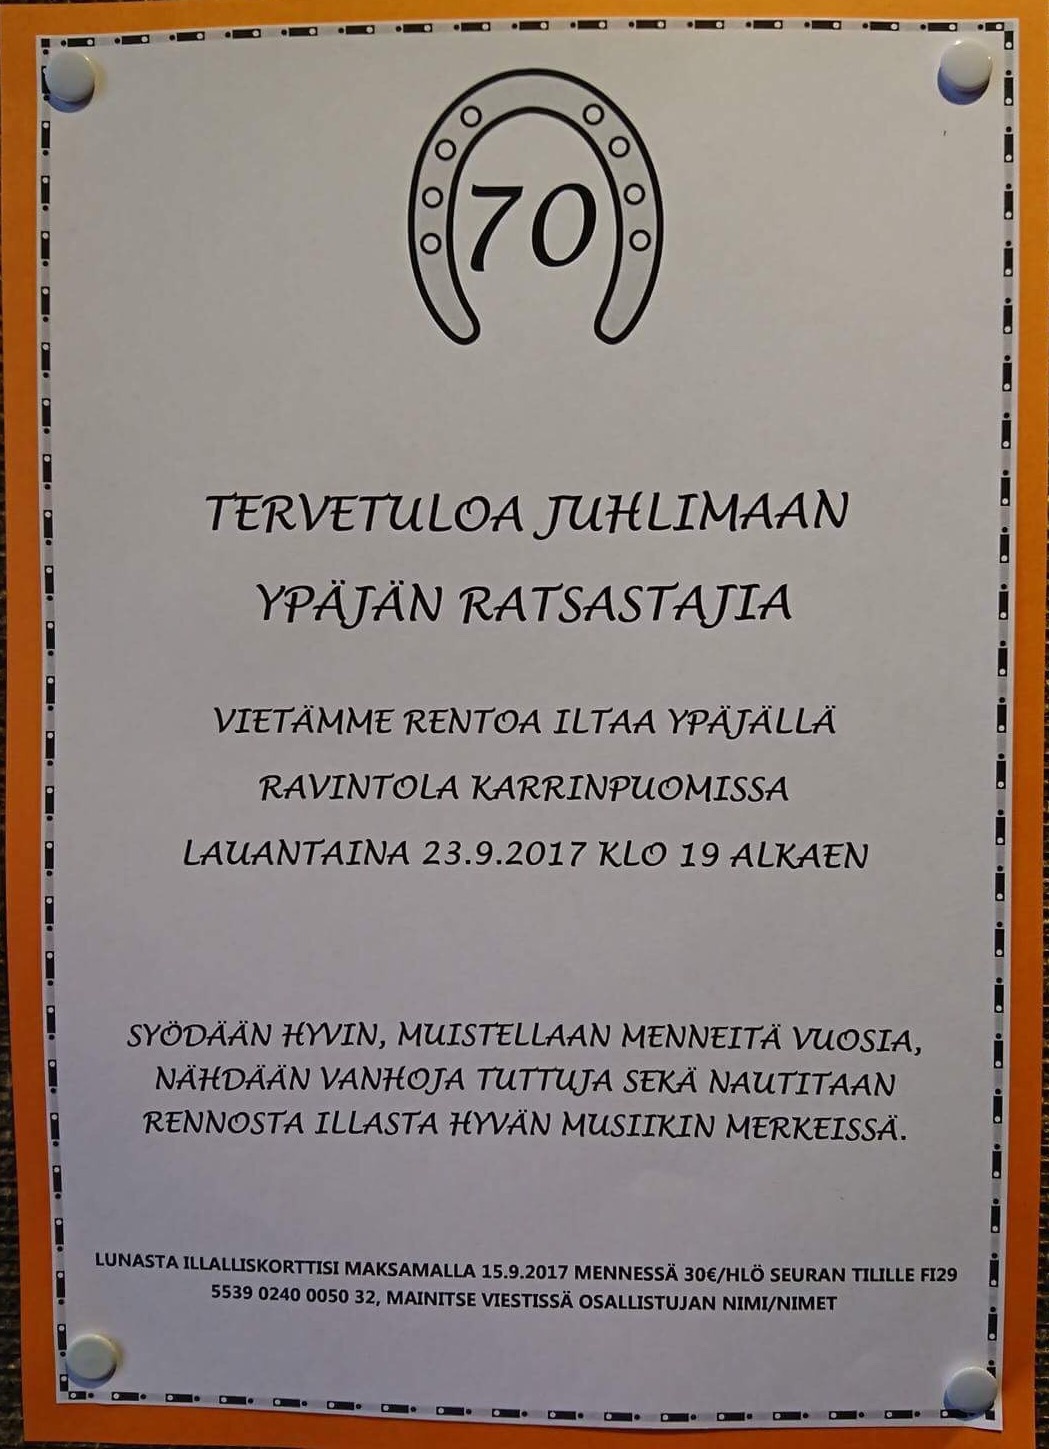 70
TERVETULOA JUHLIMAAN
YPÄJÄN RATSASTAJIA
VIETÄMME RENTOA ILTAA YPÄJÄLLÄ
RAVINTOLA KARRINPUOMISSA
LAUANTAINA 23.9.2017 KLO 19 ALKAEN
SYÖDÄÄN HYVIN, MUISTELLAAN MENNEITÄ VUOSIA,
NÄHDÄÄN VANHOJA TUTTUJA SEKÄ NAUTITAAN
RENNOSTA ILLASTA HYVÄN MUSIIKIN MERKEISSÄ.
LUNASTA ILLALLISKORTTISI MAKSAMALLA 15.9.2017 MENNESSÄ 30€/HLÖ SEURAN TILILLE FI29
5539 0240 0050 32, MAINITSE VIESTISSÄ OSALLISTUJAN NIMI/NIMET